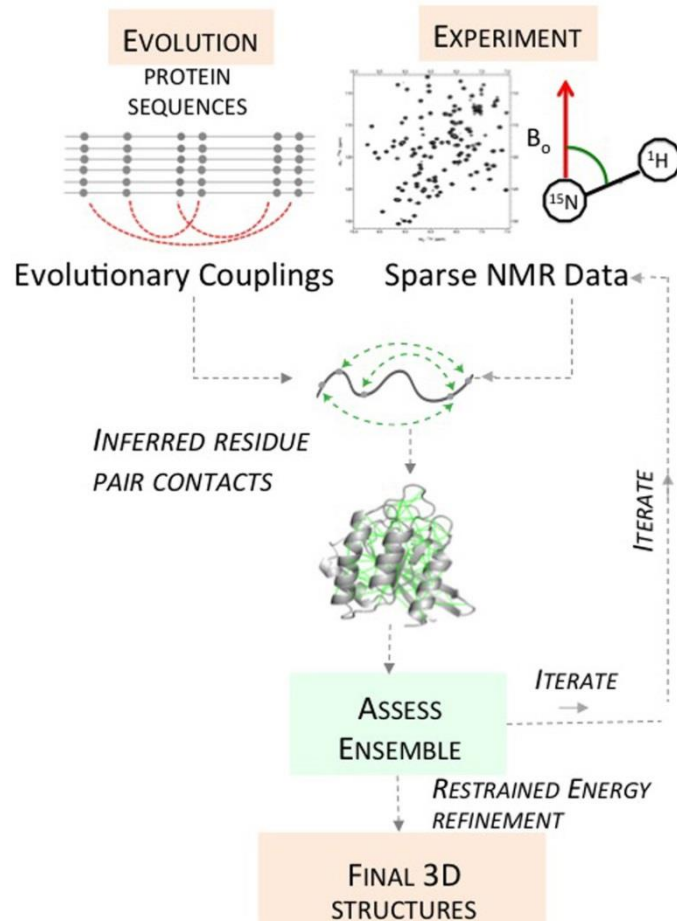 EVOLUTION
PROTEIN
SEQUENCES
Evolutionary Couplings
EXPERIMENT
B₀
¹H
¹⁵N
Sparse NMR Data
INFERRED RESIDUE
PAIR CONTACTS
ITERATE
ITERATE
ASSESS
ENSEMBLE
RESTRAINED ENERGY
REFINEMENT
FINAL 3D
STRUCTURES